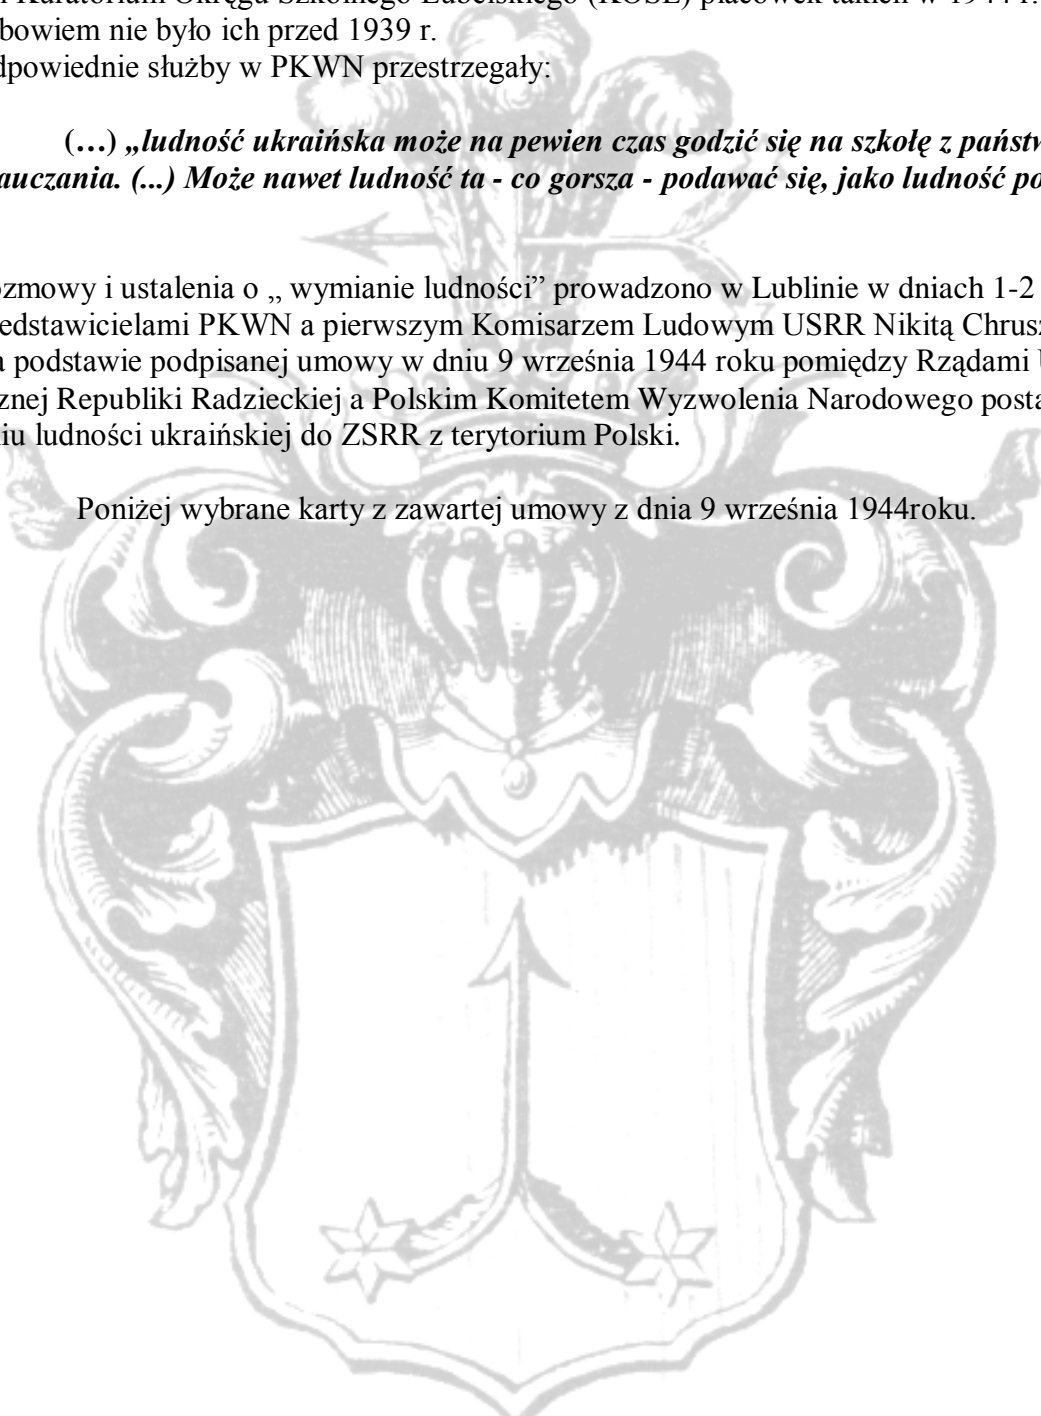 Kuratorium Okręgu Szkolnego Lubelskiego (KOSL) placówek takich w 1944 r.
bowiem nie było ich przed 1939 r.
dpowiednie służby w PKWN przestrzegały:
(…) „ludność ukraińska może na pewien czas godzić się na szkołę z państw
auczania. (...) Może nawet ludność ta - co gorsza - podawać się, jako ludność po
ozmowy i ustalenia o „ wymianie ludności” prowadzono w Lublinie w dniach 1-2
edstawicielami PKWN a pierwszym Komisarzem Ludowym USRR Nikitą Chrusz
a podstawie podpisanej umowy w dniu 9 września 1944 roku pomiędzy Rządami U
znej Republiki Radzieckiej a Polskim Komitetem Wyzwolenia Narodowego posta
iu ludności ukraińskiej do ZSRR z terytorium Polski.
Poniżej wybrane karty z zawartej umowy z dnia 9 września 1944roku.